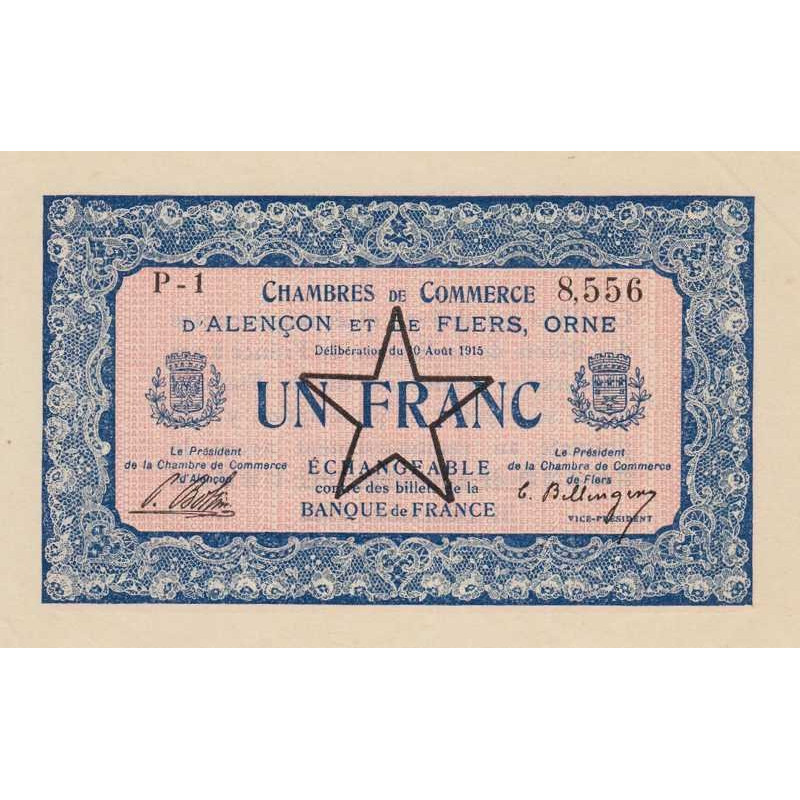 P-1
CHAMBRES DE COMMERCE 8,556
D'ALENÇON ET DE FLERS, ORNE
Délibération du 10 Août 1915
UN FRANC
Le Président
de la Chambre de Commerce
d'Alençon
ÉCHANGEABLE
contre des billets de la
BANQUE de FRANCE
Le Président
de la Chambre de Commerce
de Flers
VICE-PRÉSIDENT